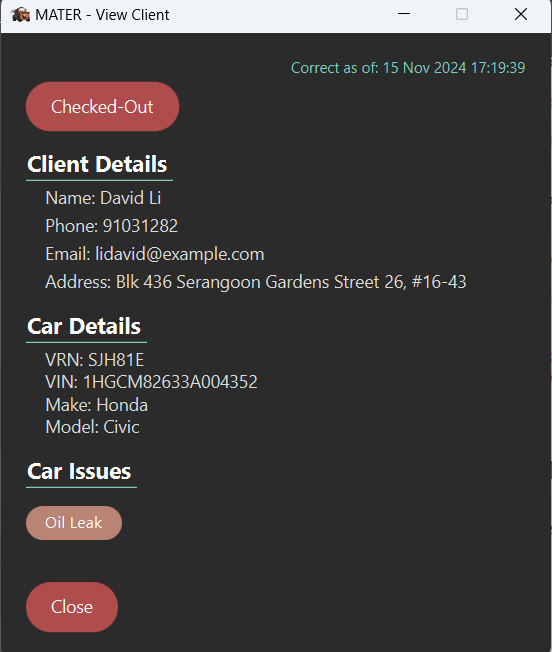 MATER - View Client
Correct as of: 15 Nov 2024 17:19:39
Checked-Out
Client Details
Name: David Li
Phone: 91031282
Email: lidavid@example.com
Address: Blk 436 Serangoon Gardens Street 26, #16-43
Car Details
VRN: SJH81E
VIN: 1HGCM82633A004352
Make: Honda
Model: Civic
Car Issues
Oil Leak
Close